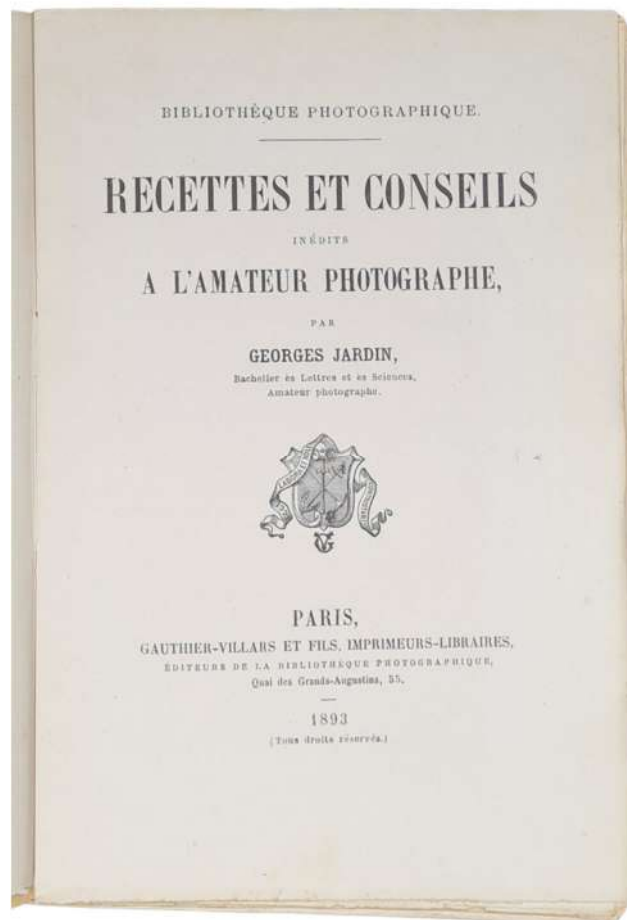 BIBLIOTHÈQUE PHOTOGRAPHIQUE.
RECETTES ET CONSEILS
INÉDITS
A L'AMATEUR PHOTOGRAPHE,
PAR
GEORGES JARDIN,
Bachelier ès Lettres et ès Sciences,
Amateur photographe.
PARIS,
GAUTHIER-VILLARS ET FILS, IMPRIMEURS-LIBRAIRES,
ÉDITEURS DE LA BIBLIOTHÈQUE PHOTOGRAPHIQUE,
Quai des Grands-Augustins, 55.
1893
(Tous droits réservés.)